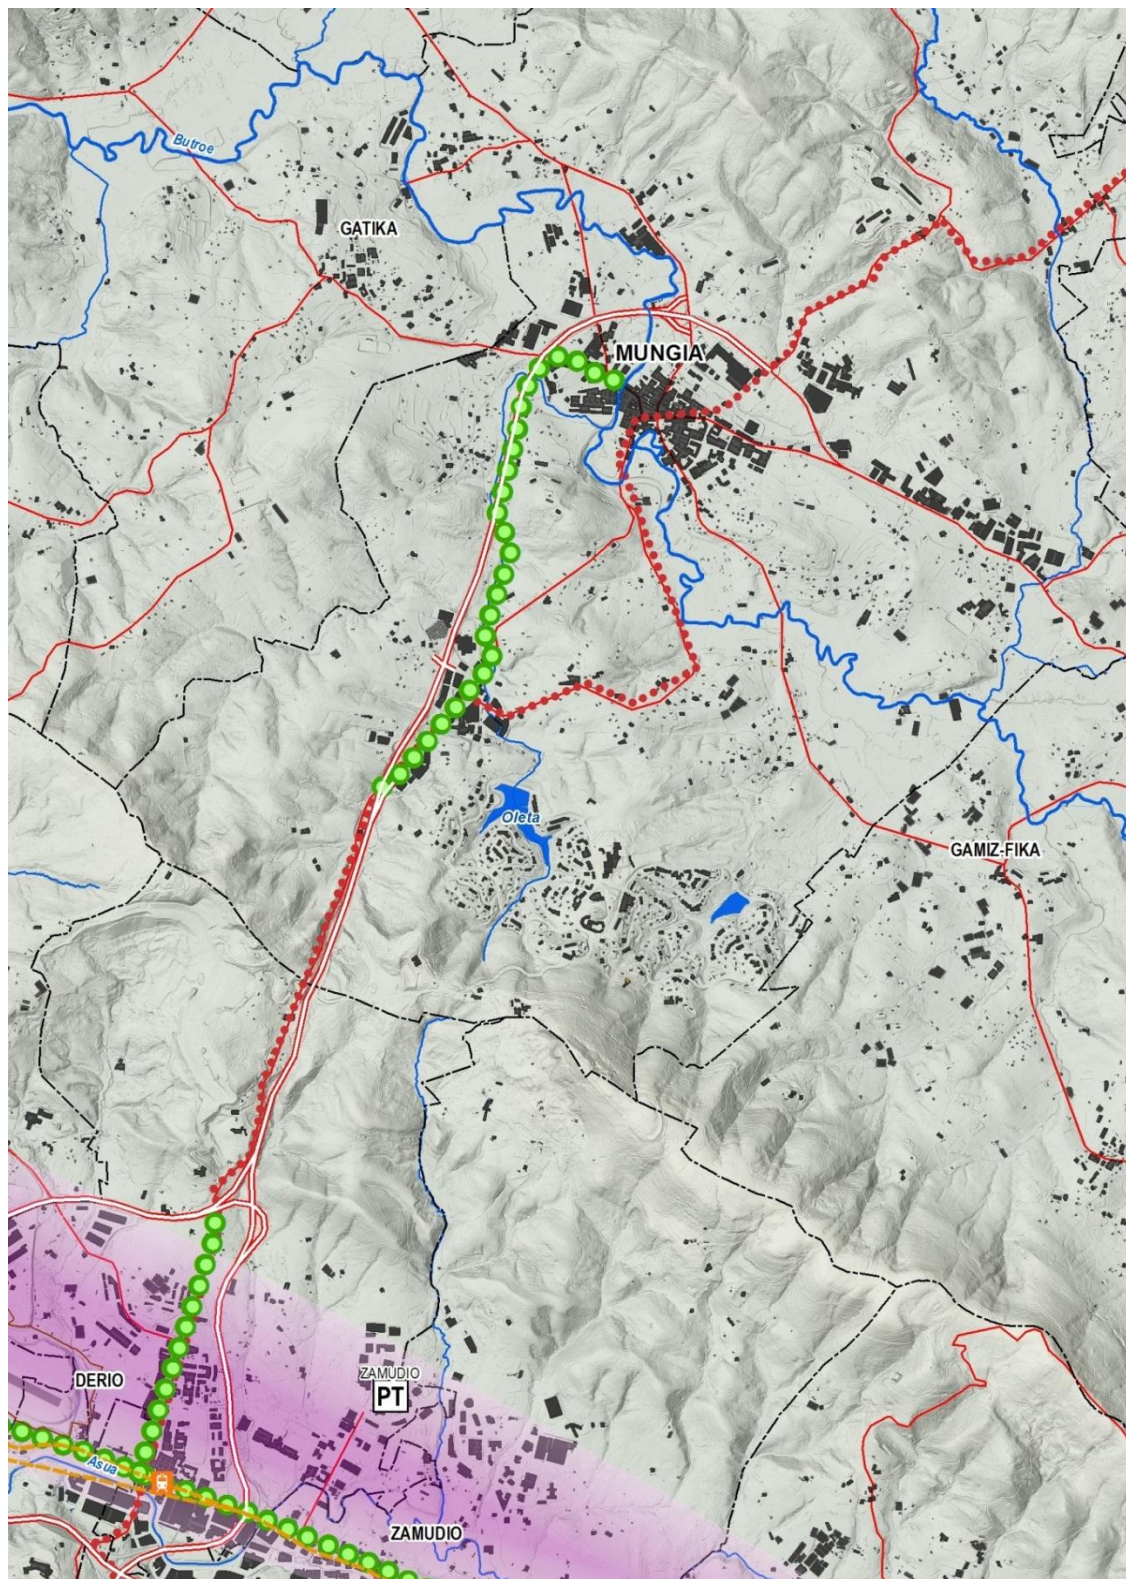 Butroe
GATIKA
MUNGIA
Oleta
GAMIZ-FIKA
ZAMUDIO
PT
DERIO
Asua
ZAMUDIO